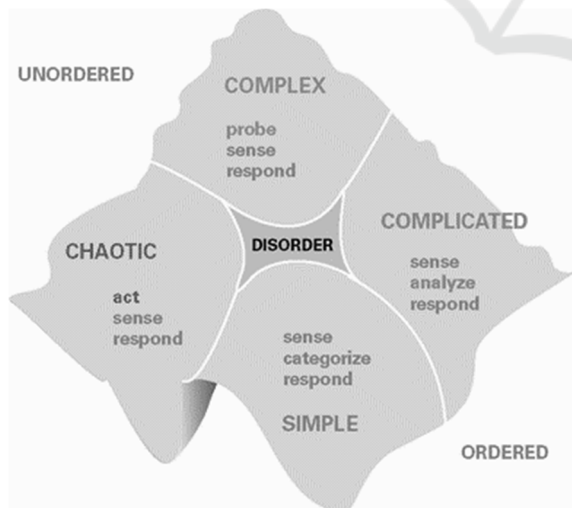 UNORDERED
COMPLEX
probe
sense
respond
DISORDER
COMPLICATED
sense
analyze
respond
CHAOTIC
act
sense
respond
sense
categorize
respond
SIMPLE
ORDERED